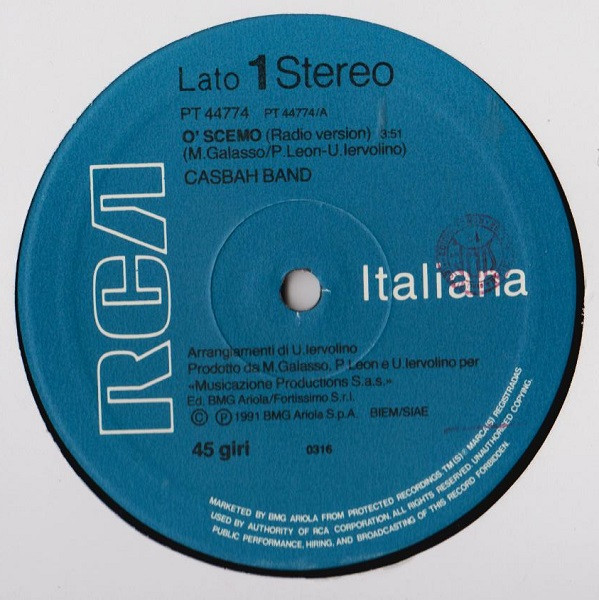 Lato 1 Stereo
PT 44774 PT 44774/A
O' SCEMO (Radio version) 3:51
(M.Galasso/P.Leon-U.Iervolino)
CASBAH BAND
RCA
Italiana
Arrangiamenti di U.Iervolino
Prodotto da M.Galasso, P.Leon e U.Iervolino per
«Musicazione Productions S.a.s.»
Ed. BMG Ariola/Fortissimo S.r.l.
© ℗ 1991 BMG Ariola S.p.A. BIEM/SIAE
45 giri 0316
MARKETED BY BMG ARIOLA FROM PROTECTED RECORDINGS. TM(S)® MARCA(S) REGISTRADAS
USED BY AUTHORITY OF RCA CORPORATION. ALL RIGHTS RESERVED. UNAUTHORISED COPYING,
PUBLIC PERFORMANCE, HIRING, AND BROADCASTING OF THIS RECORD FORBIDDEN.